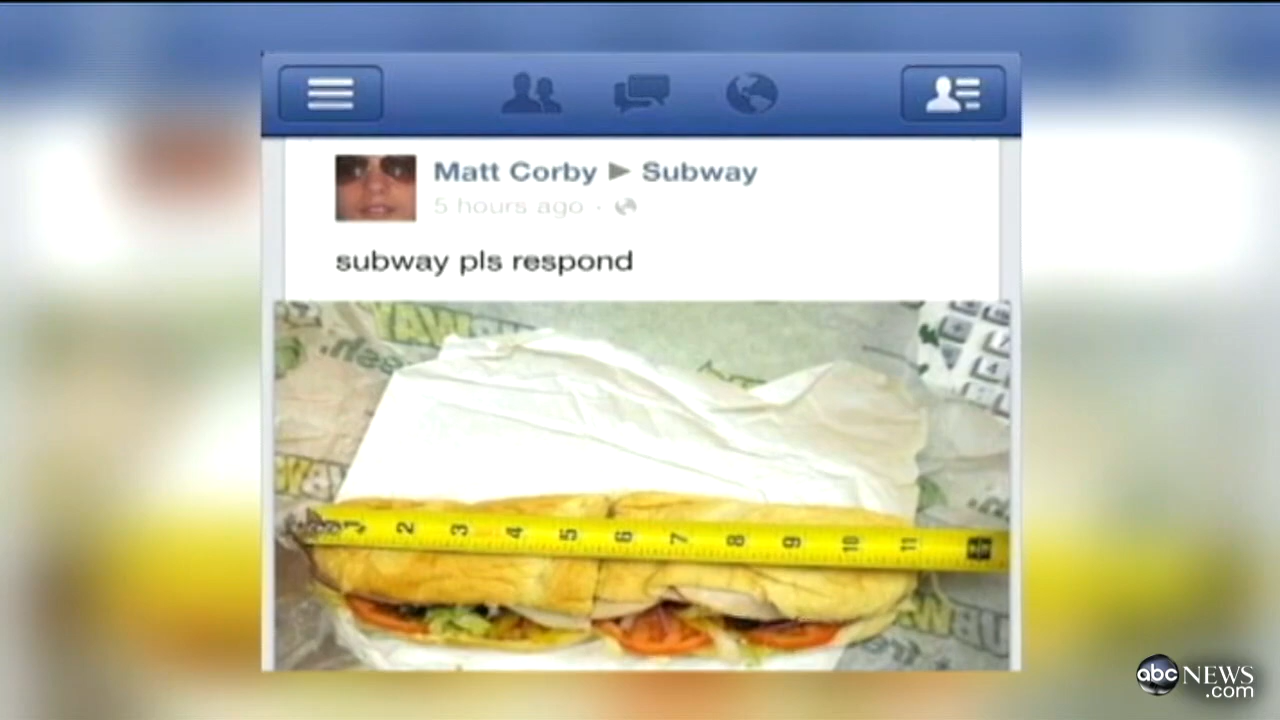 Matt Corby ▶ Subway
5 hours ago ·
subway pls respond
1 2 3 4 5 6 7 8 9 10 11
abc NEWS
.com